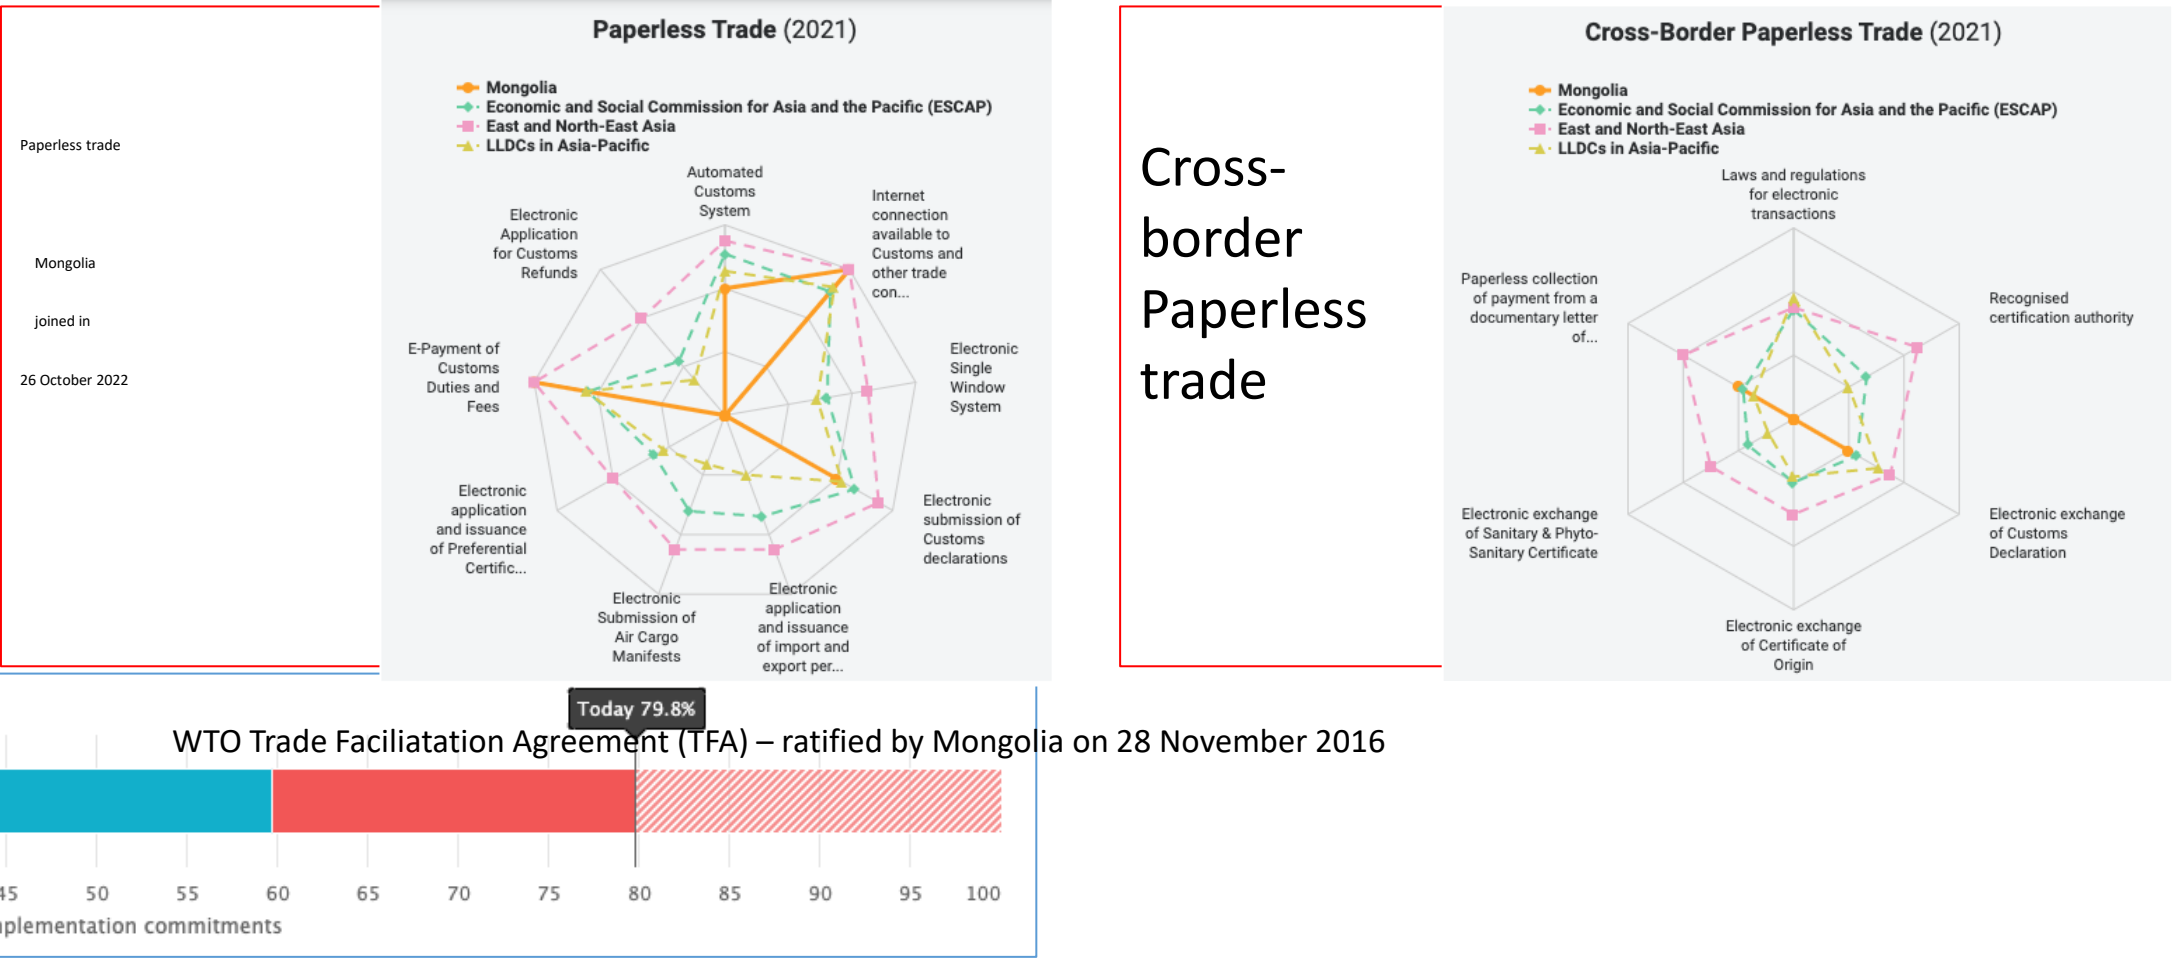 Paperless trade
Mongolia
joined in
26 October 2022
Paperless Trade (2021)
Mongolia
Economic and Social Commission for Asia and the Pacific (ESCAP)
East and North-East Asia
LLDCs in Asia-Pacific
Automated
Customs
System
Internet
connection
available to
Customs and
other trade
con...
Electronic
Single
Window
System
Electronic
submission of
Customs
declarations
Electronic
application
and issuance
of import and
export per...
Electronic
Submission of
Air Cargo
Manifests
Electronic
application
and issuance
of Preferential
Certific...
E-Payment of
Customs
Duties and
Fees
Electronic
Application
for Customs
Refunds
Cross-
border
Paperless
trade
Cross-Border Paperless Trade (2021)
Mongolia
Economic and Social Commission for Asia and the Pacific (ESCAP)
East and North-East Asia
LLDCs in Asia-Pacific
Laws and regulations
for electronic
transactions
Recognised
certification authority
Electronic exchange
of Customs
Declaration
Electronic exchange
of Certificate of
Origin
Electronic exchange
of Sanitary & Phyto-
Sanitary Certificate
Paperless collection
of payment from a
documentary letter
of...
Today 79.8%
WTO Trade Faciliatation Agreement (TFA) – ratified by Mongolia on 28 November 2016
45 50 55 60 65 70 75 80 85 90 95 100
mplementation commitments